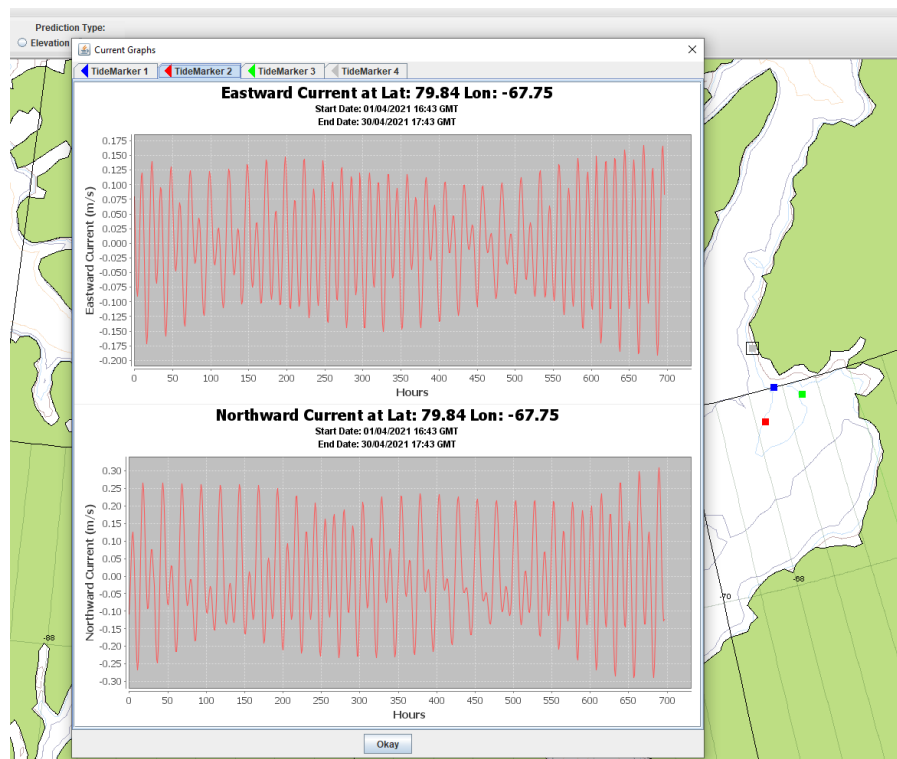 Prediction Type:
Elevation
Current Graphs
TideMarker 1 TideMarker 2 TideMarker 3 TideMarker 4
Eastward Current at Lat: 79.84 Lon: -67.75
Start Date: 01/04/2021 16:43 GMT
End Date: 30/04/2021 17:43 GMT
Eastward Current (m/s)
0.175
0.150
0.125
0.100
0.075
0.050
0.025
0.000
-0.025
-0.050
-0.075
-0.100
-0.125
-0.150
-0.175
-0.200
0 50 100 150 200 250 300 350 400 450 500 550 600 650 700
Hours
Northward Current at Lat: 79.84 Lon: -67.75
Start Date: 01/04/2021 16:43 GMT
End Date: 30/04/2021 17:43 GMT
Northward Current (m/s)
0.30
0.25
0.20
0.15
0.10
0.05
0.00
-0.05
-0.10
-0.15
-0.20
-0.25
-0.30
0 50 100 150 200 250 300 350 400 450 500 550 600 650 700
Hours
Okay
-88
-70
-68